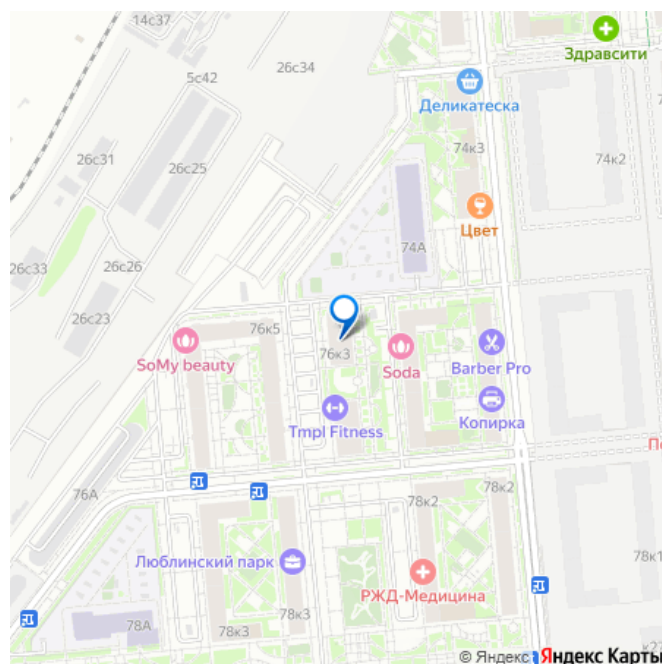 14с37
Здравсити
26с34
5с42
Деликатеска
26с31
26с25
74к3
74к2
Цвет
74А
26с33
26с26
26с23
76к5
SoMy beauty
76к3
Soda
Barber Pro
Tmpl Fitness
Копирка
76А
78к2
78к2
Люблинский парк
РЖД-Медицина
78к1
78А
78к3
78к3
© Яндекс Яндекс Карты